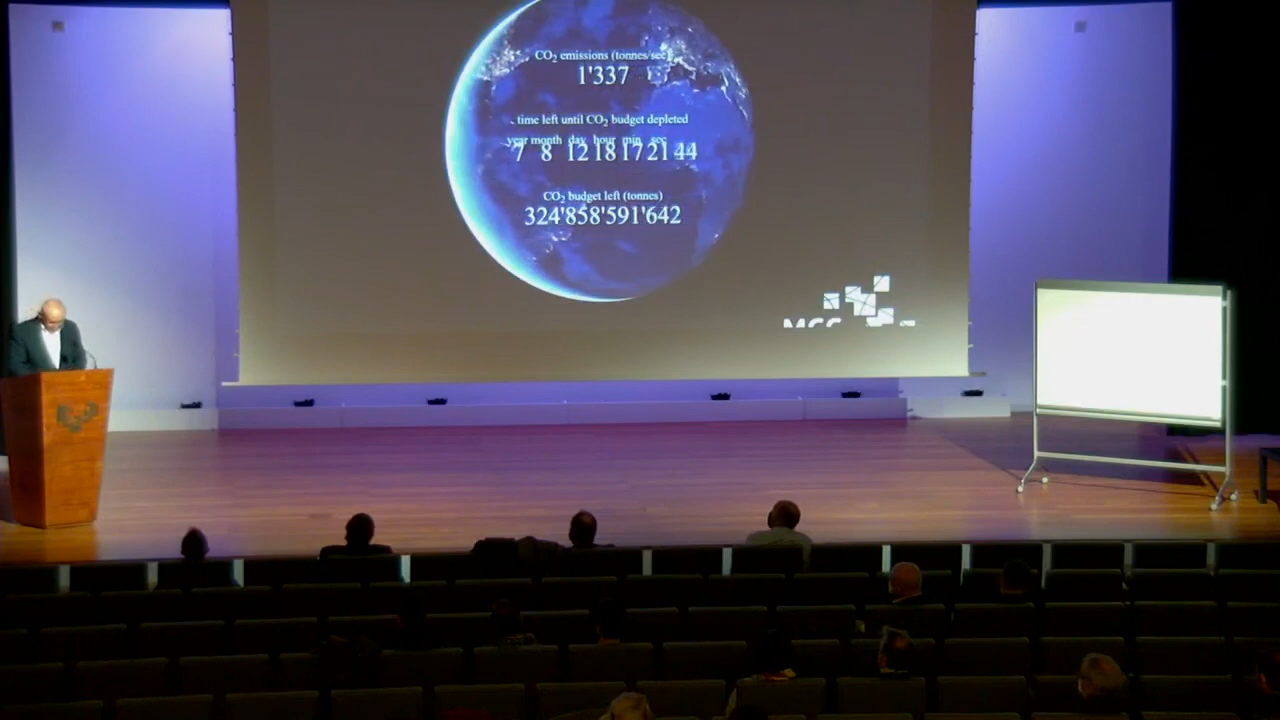 CO₂ emissions (tonnes/sec)
1'337
time left until CO₂ budget depleted
year month day hour min sec
7 8 12 18 17 21 44
CO₂ budget left (tonnes)
324'858'591'642
MCC